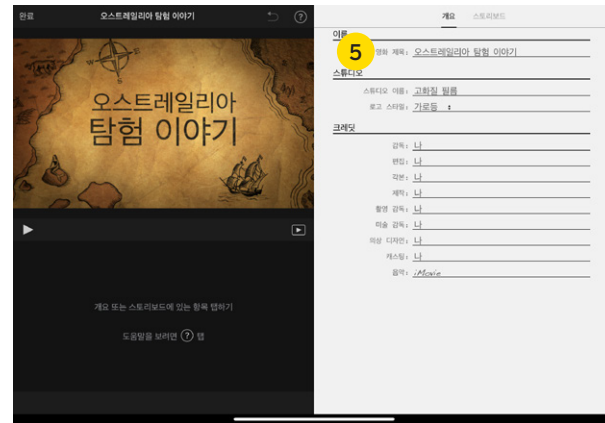 완료
오스트레일리아 탐험 이야기
?
오스트레일리아
탐험 이야기
개요 또는 스토리보드에 있는 항목 탭하기
도움말을 보려면 ? 탭
개요 스토리보드
이름
5
영화 제목: 오스트레일리아 탐험 이야기
스튜디오
스튜디오 이름: 고화질 필름
로고 스타일: 가로등
크레딧
감독: 나
편집: 나
각본: 나
제작: 나
촬영 감독: 나
미술 감독: 나
의상 디자인: 나
캐스팅: 나
음악: iMovie